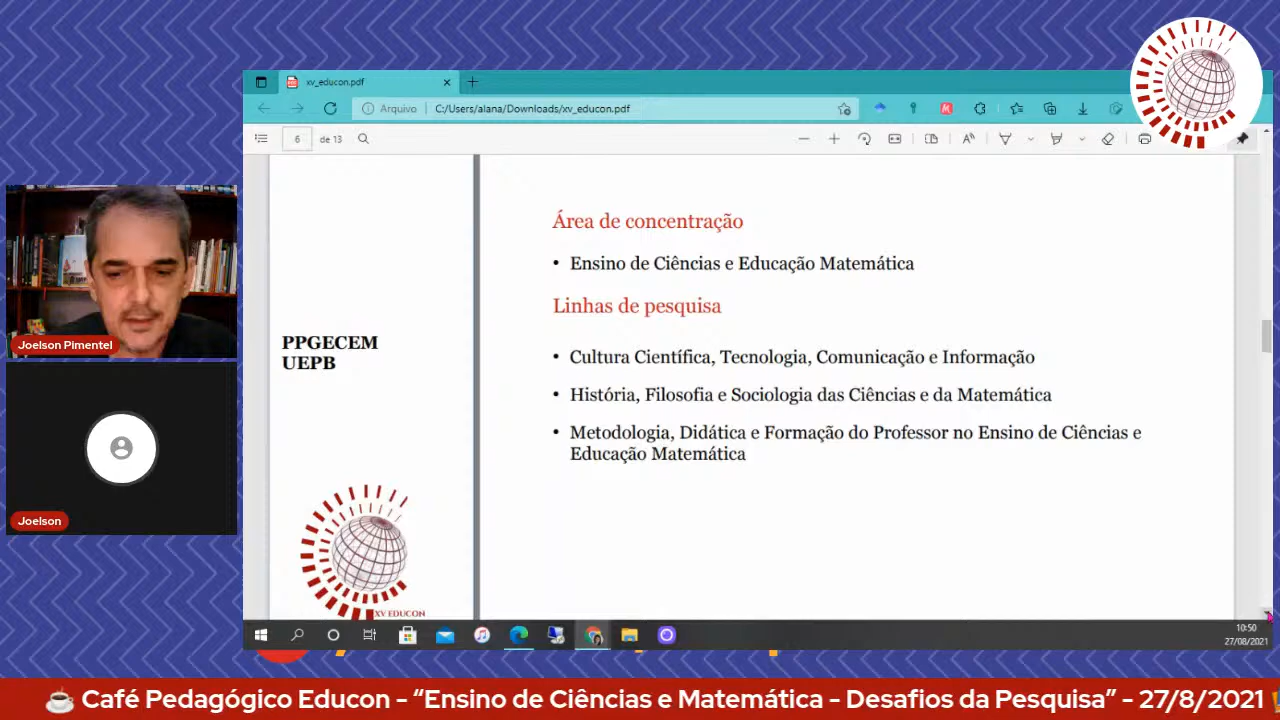 xv_educon.pdf
Arquivo
C:/Users/alana/Downloads/xv_educon.pdf
6
de 13
Área de concentração
• Ensino de Ciências e Educação Matemática
Linhas de pesquisa
• Cultura Científica, Tecnologia, Comunicação e Informação
• História, Filosofia e Sociologia das Ciências e da Matemática
• Metodologia, Didática e Formação do Professor no Ensino de Ciências e
Educação Matemática
PPGECEM
UEPB
XV EDUCON
Joelson Pimentel
Joelson
10:50
27/08/2021
Café Pedagógico Educon - “Ensino de Ciências e Matemática - Desafios da Pesquisa” - 27/8/2021